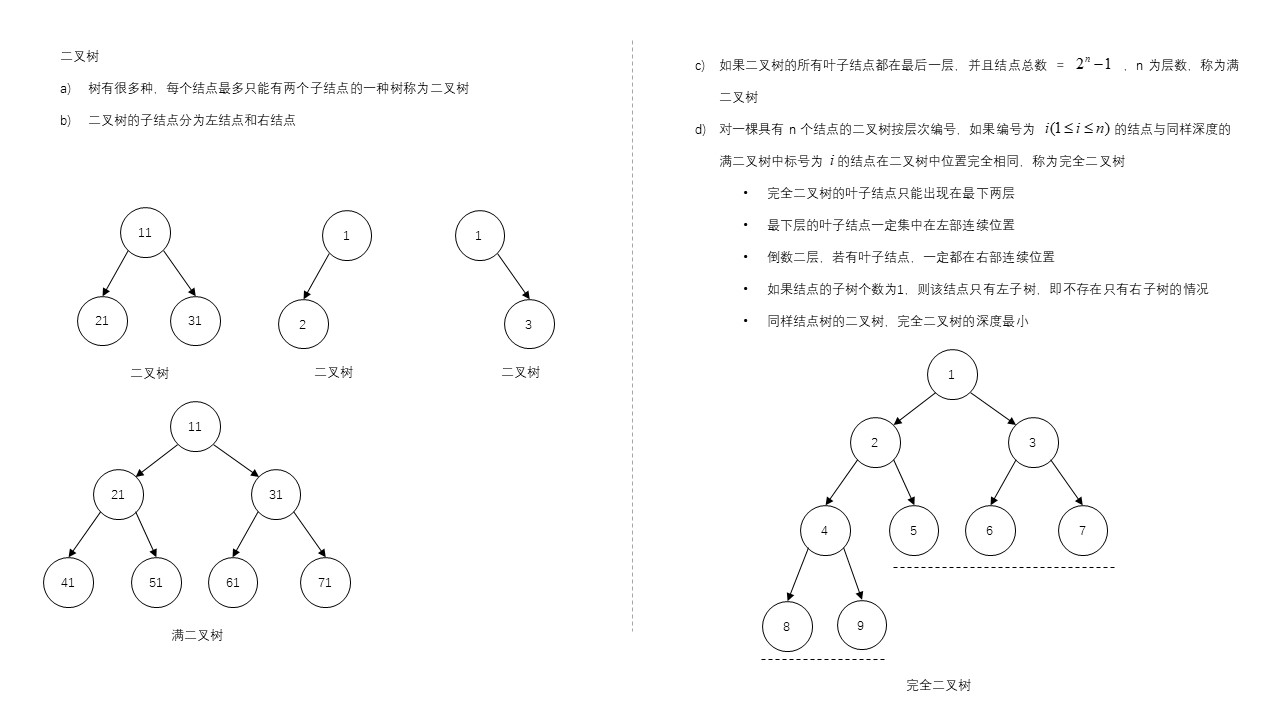 二叉树
a) 树有很多种，每个结点最多只能有两个子结点的一种树称为二叉树
b) 二叉树的子结点分为左结点和右结点
11
21 31
二叉树
1
2
二叉树
1
3
二叉树
11
21 31
41 51 61 71
满二叉树
c) 如果二叉树的所有叶子结点都在最后一层，并且结点总数 = 2ⁿ−1 ，n 为层数，称为满
二叉树
d) 对一棵具有 n 个结点的二叉树按层次编号，如果编号为 i(1≤i≤n) 的结点与同样深度的
满二叉树中标号为 i 的结点在二叉树中位置完全相同，称为完全二叉树
• 完全二叉树的叶子结点只能出现在最下两层
• 最下层的叶子结点一定集中在左部连续位置
• 倒数二层，若有叶子结点，一定都在右部连续位置
• 如果结点的子树个数为1，则该结点只有左子树，即不存在只有右子树的情况
• 同样结点树的二叉树，完全二叉树的深度最小
1
2 3
4 5 6 7
8 9
完全二叉树